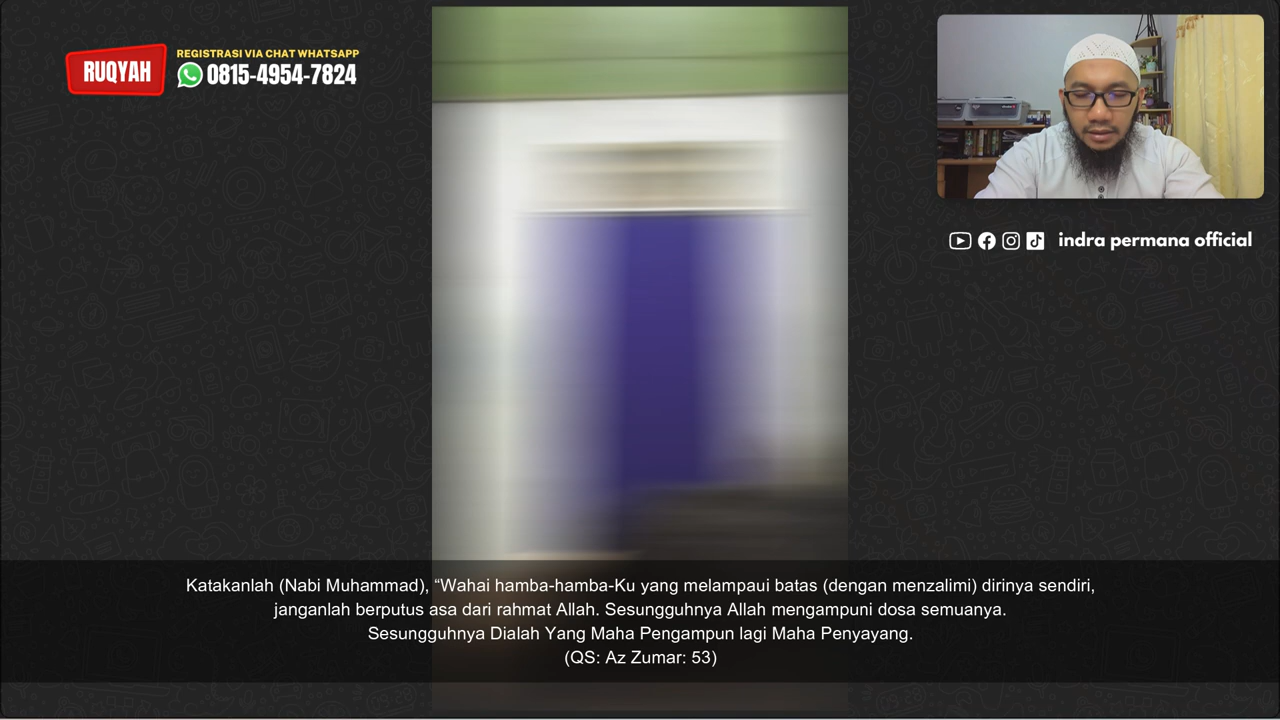 RUQYAH
REGISTRASI VIA CHAT WHATSAPP
0815-4954-7824
indra permana official
Katakanlah (Nabi Muhammad), “Wahai hamba-hamba-Ku yang melampaui batas (dengan menzalimi) dirinya sendiri,
janganlah berputus asa dari rahmat Allah. Sesungguhnya Allah mengampuni dosa semuanya.
Sesungguhnya Dialah Yang Maha Pengampun lagi Maha Penyayang.
(QS: Az Zumar: 53)